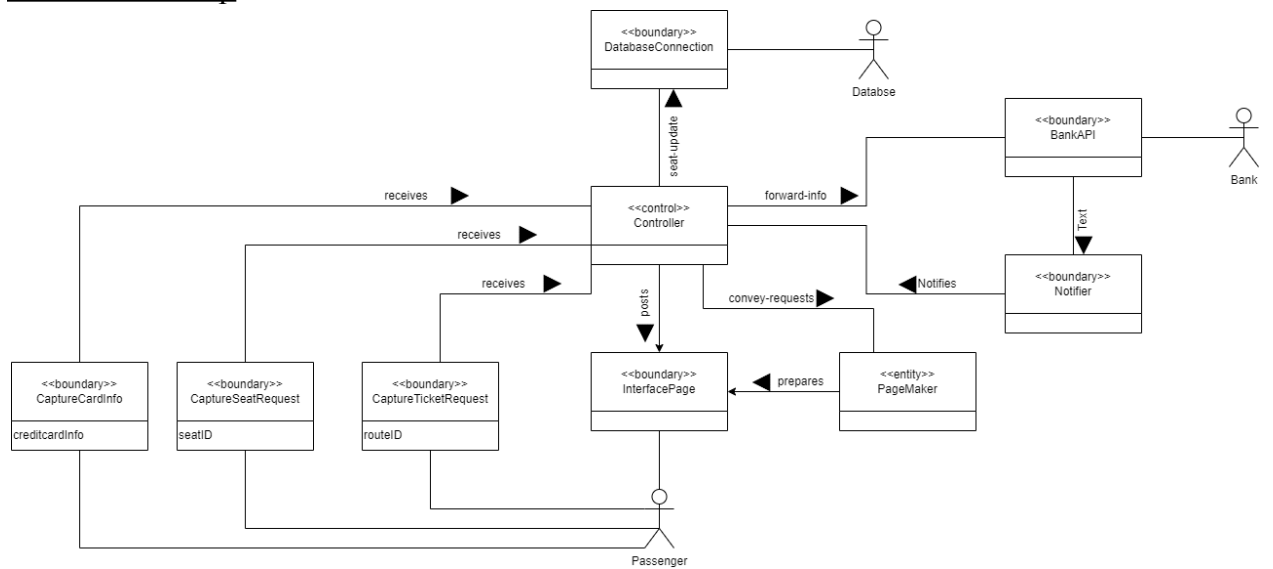 <<boundary>>
DatabaseConnection
Databse
seat-update
<<boundary>>
BankAPI
Bank
receives
forward-info
<<control>>
Controller
receives
Text
receives
<<boundary>>
Notifier
Notifies
posts
convey-requests
<<boundary>>
CaptureCardInfo
creditcardInfo
<<boundary>>
CaptureSeatRequest
seatID
<<boundary>>
CaptureTicketRequest
routeID
<<boundary>>
InterfacePage
prepares
<<entity>>
PageMaker
Passenger